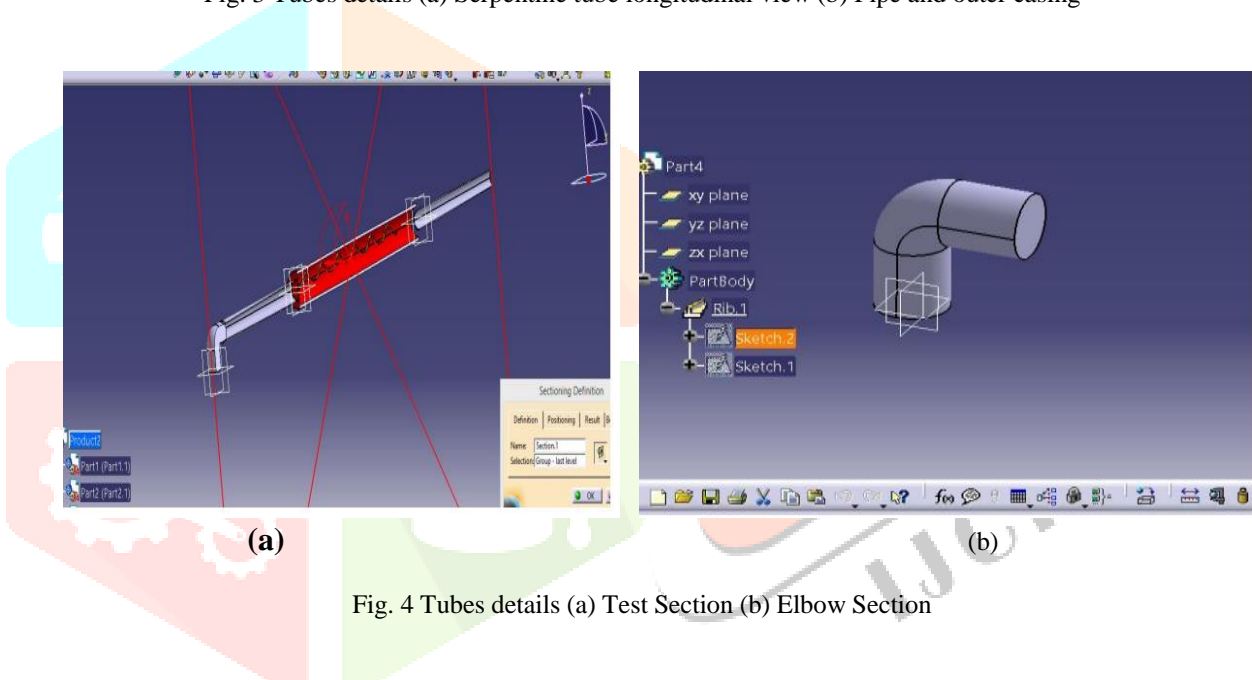 Fig. 3 Tubes details (a) Serpentine tube longitudinal view (b) Pipe and outer casing
z
Sectioning Definition
Definition Positioning Result
Name: Section.1
Selection: Group - last level
OK
Product2
Part1 (Part1.1)
Part2 (Part2.1)
Part4
xy plane
yz plane
zx plane
PartBody
Rib.1
Sketch.2
Sketch.1
f(x)
(a)
(b)
IJCR
Fig. 4 Tubes details (a) Test Section (b) Elbow Section